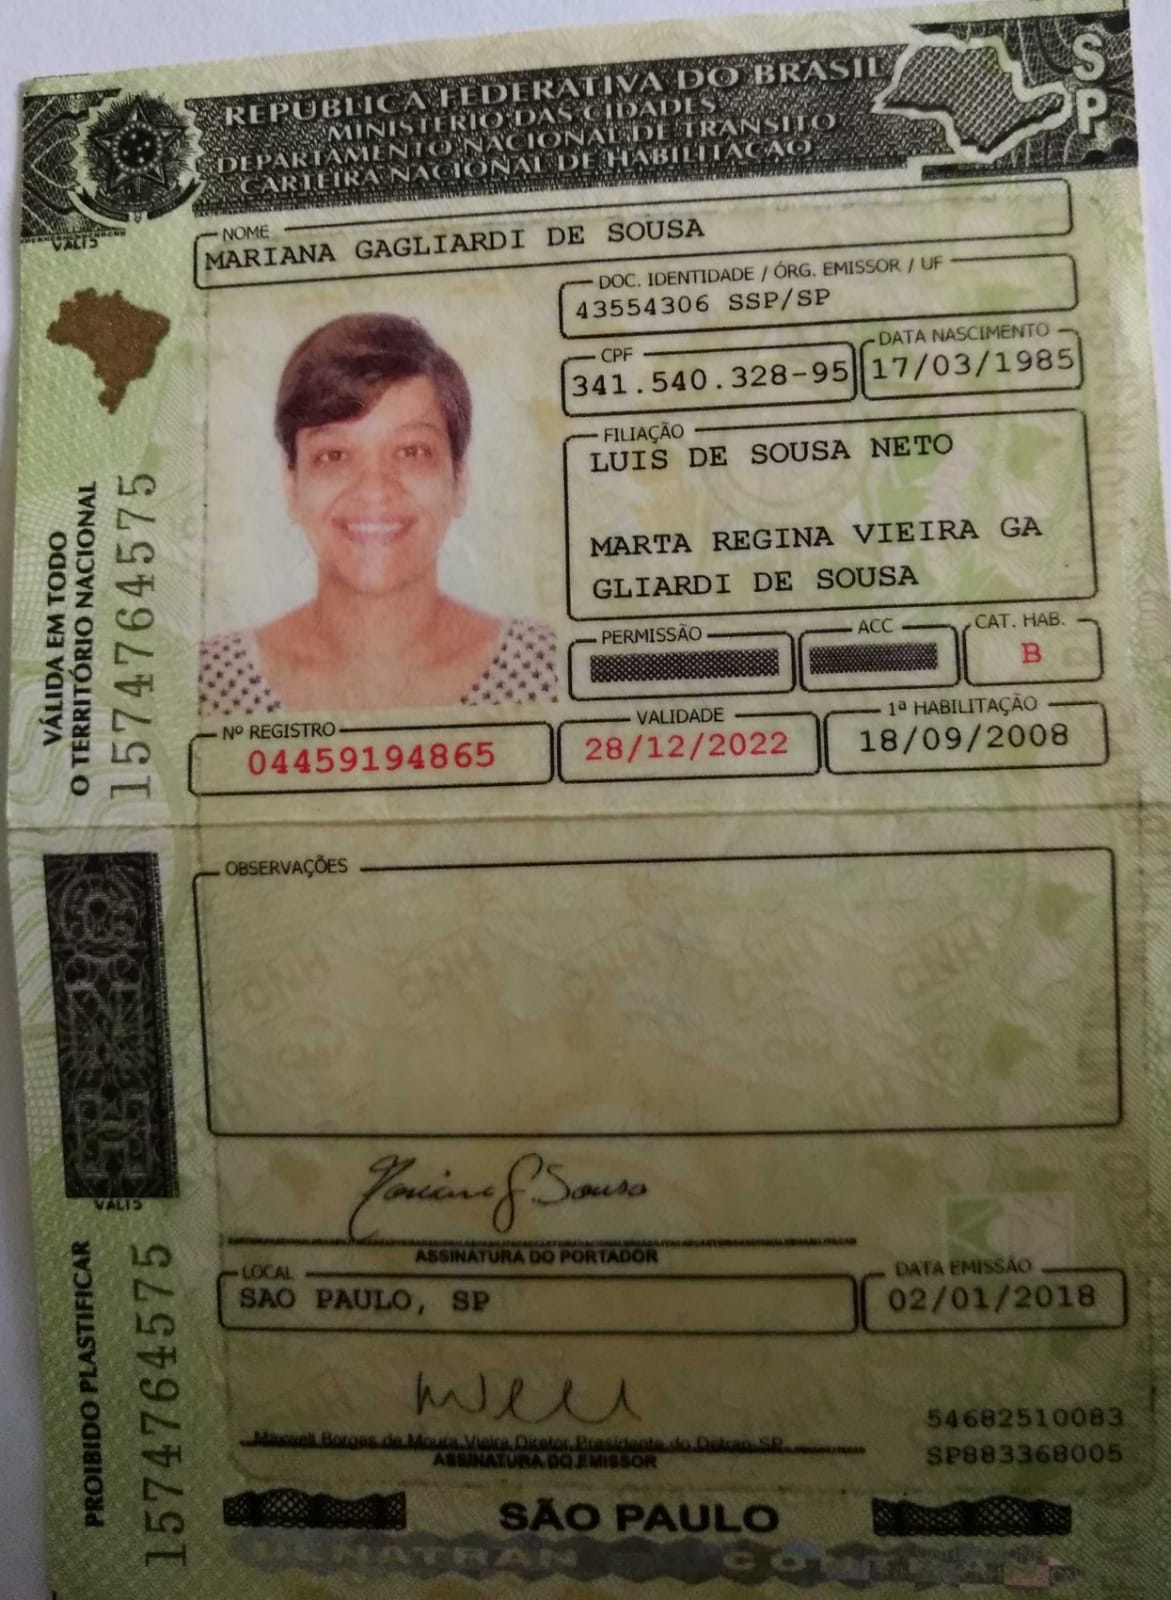 REPÚBLICA FEDERATIVA DO BRASIL
MINISTÉRIO DAS CIDADES
DEPARTAMENTO NACIONAL DE TRÂNSITO
CARTEIRA NACIONAL DE HABILITAÇÃO
SP
VALID
NOME
MARIANA GAGLIARDI DE SOUSA
DOC. IDENTIDADE / ÓRG. EMISSOR / UF
43554306 SSP/SP
CPF
341.540.328-95
DATA NASCIMENTO
17/03/1985
FILIAÇÃO
LUIS DE SOUSA NETO
MARTA REGINA VIEIRA GA
GLIARDI DE SOUSA
PERMISSÃO
ACC
CAT. HAB.
B
Nº REGISTRO
04459194865
VALIDADE
28/12/2022
1ª HABILITAÇÃO
18/09/2008
VÁLIDA EM TODO
O TERRITÓRIO NACIONAL
1574764575
OBSERVAÇÕES
VALID
Mariana G. Sousa
ASSINATURA DO PORTADOR
LOCAL
SAO PAULO, SP
DATA EMISSÃO
02/01/2018
PROIBIDO PLASTIFICAR
1574764575
Maxwell Borges de Moura Vieira Diretor Presidente do Detran-SP
ASSINATURA DO EMISSOR
54682510083
SP883368005
SÃO PAULO
DENATRAN CONTRAN